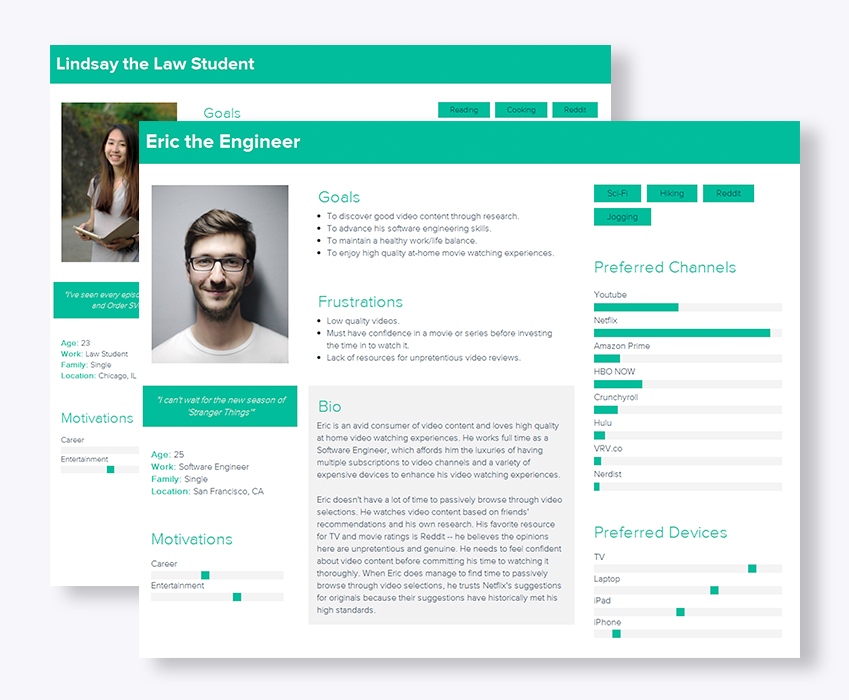 Lindsay the Law Student
Goals
Reading
Cooking
Reddit
"I've seen every
and Order
Age: 23
Work: Law Student
Family: Single
Location: Chicago, IL
Motivations
Career
Entertainment
Eric the Engineer
"I can't wait for the new season of
'Stranger Things'"
Age: 25
Work: Software Engineer
Family: Single
Location: San Francisco, CA
Motivations
Career
Entertainment
Goals
To discover good video content through research.
To advance his software engineering skills.
To maintain a healthy work/life balance.
To enjoy high quality at-home movie watching experiences.
Frustrations
Low quality videos.
Must have confidence in a movie or series before investing
the time in to watch it.
Lack of resources for unpretentious video reviews.
Bio
Eric is an avid consumer of video content and loves high quality
at home video watching experiences. He works full time as a
Software Engineer, which affords him the luxuries of having
multiple subscriptions to video channels and a variety of
expensive devices to enhance his video watching experiences.
Eric doesn't have a lot of time to passively browse through video
selections. He watches video content based on friends'
recommendations and his own research. His favorite resource
for TV and movie ratings is Reddit -- he believes the opinions
here are unpretentious and genuine. He needs to feel confident
about video content before committing his time to watching it
thoroughly. When Eric does manage to find time to passively
browse through video selections, he trusts Netflix's suggestions
for originals because their suggestions have historically met his
high standards.
Sci-Fi
Hiking
Reddit
Jogging
Preferred Channels
Youtube
Netflix
Amazon Prime
HBO NOW
Crunchyroll
Hulu
VRV.co
Nerdist
Preferred Devices
TV
Laptop
iPad
iPhone